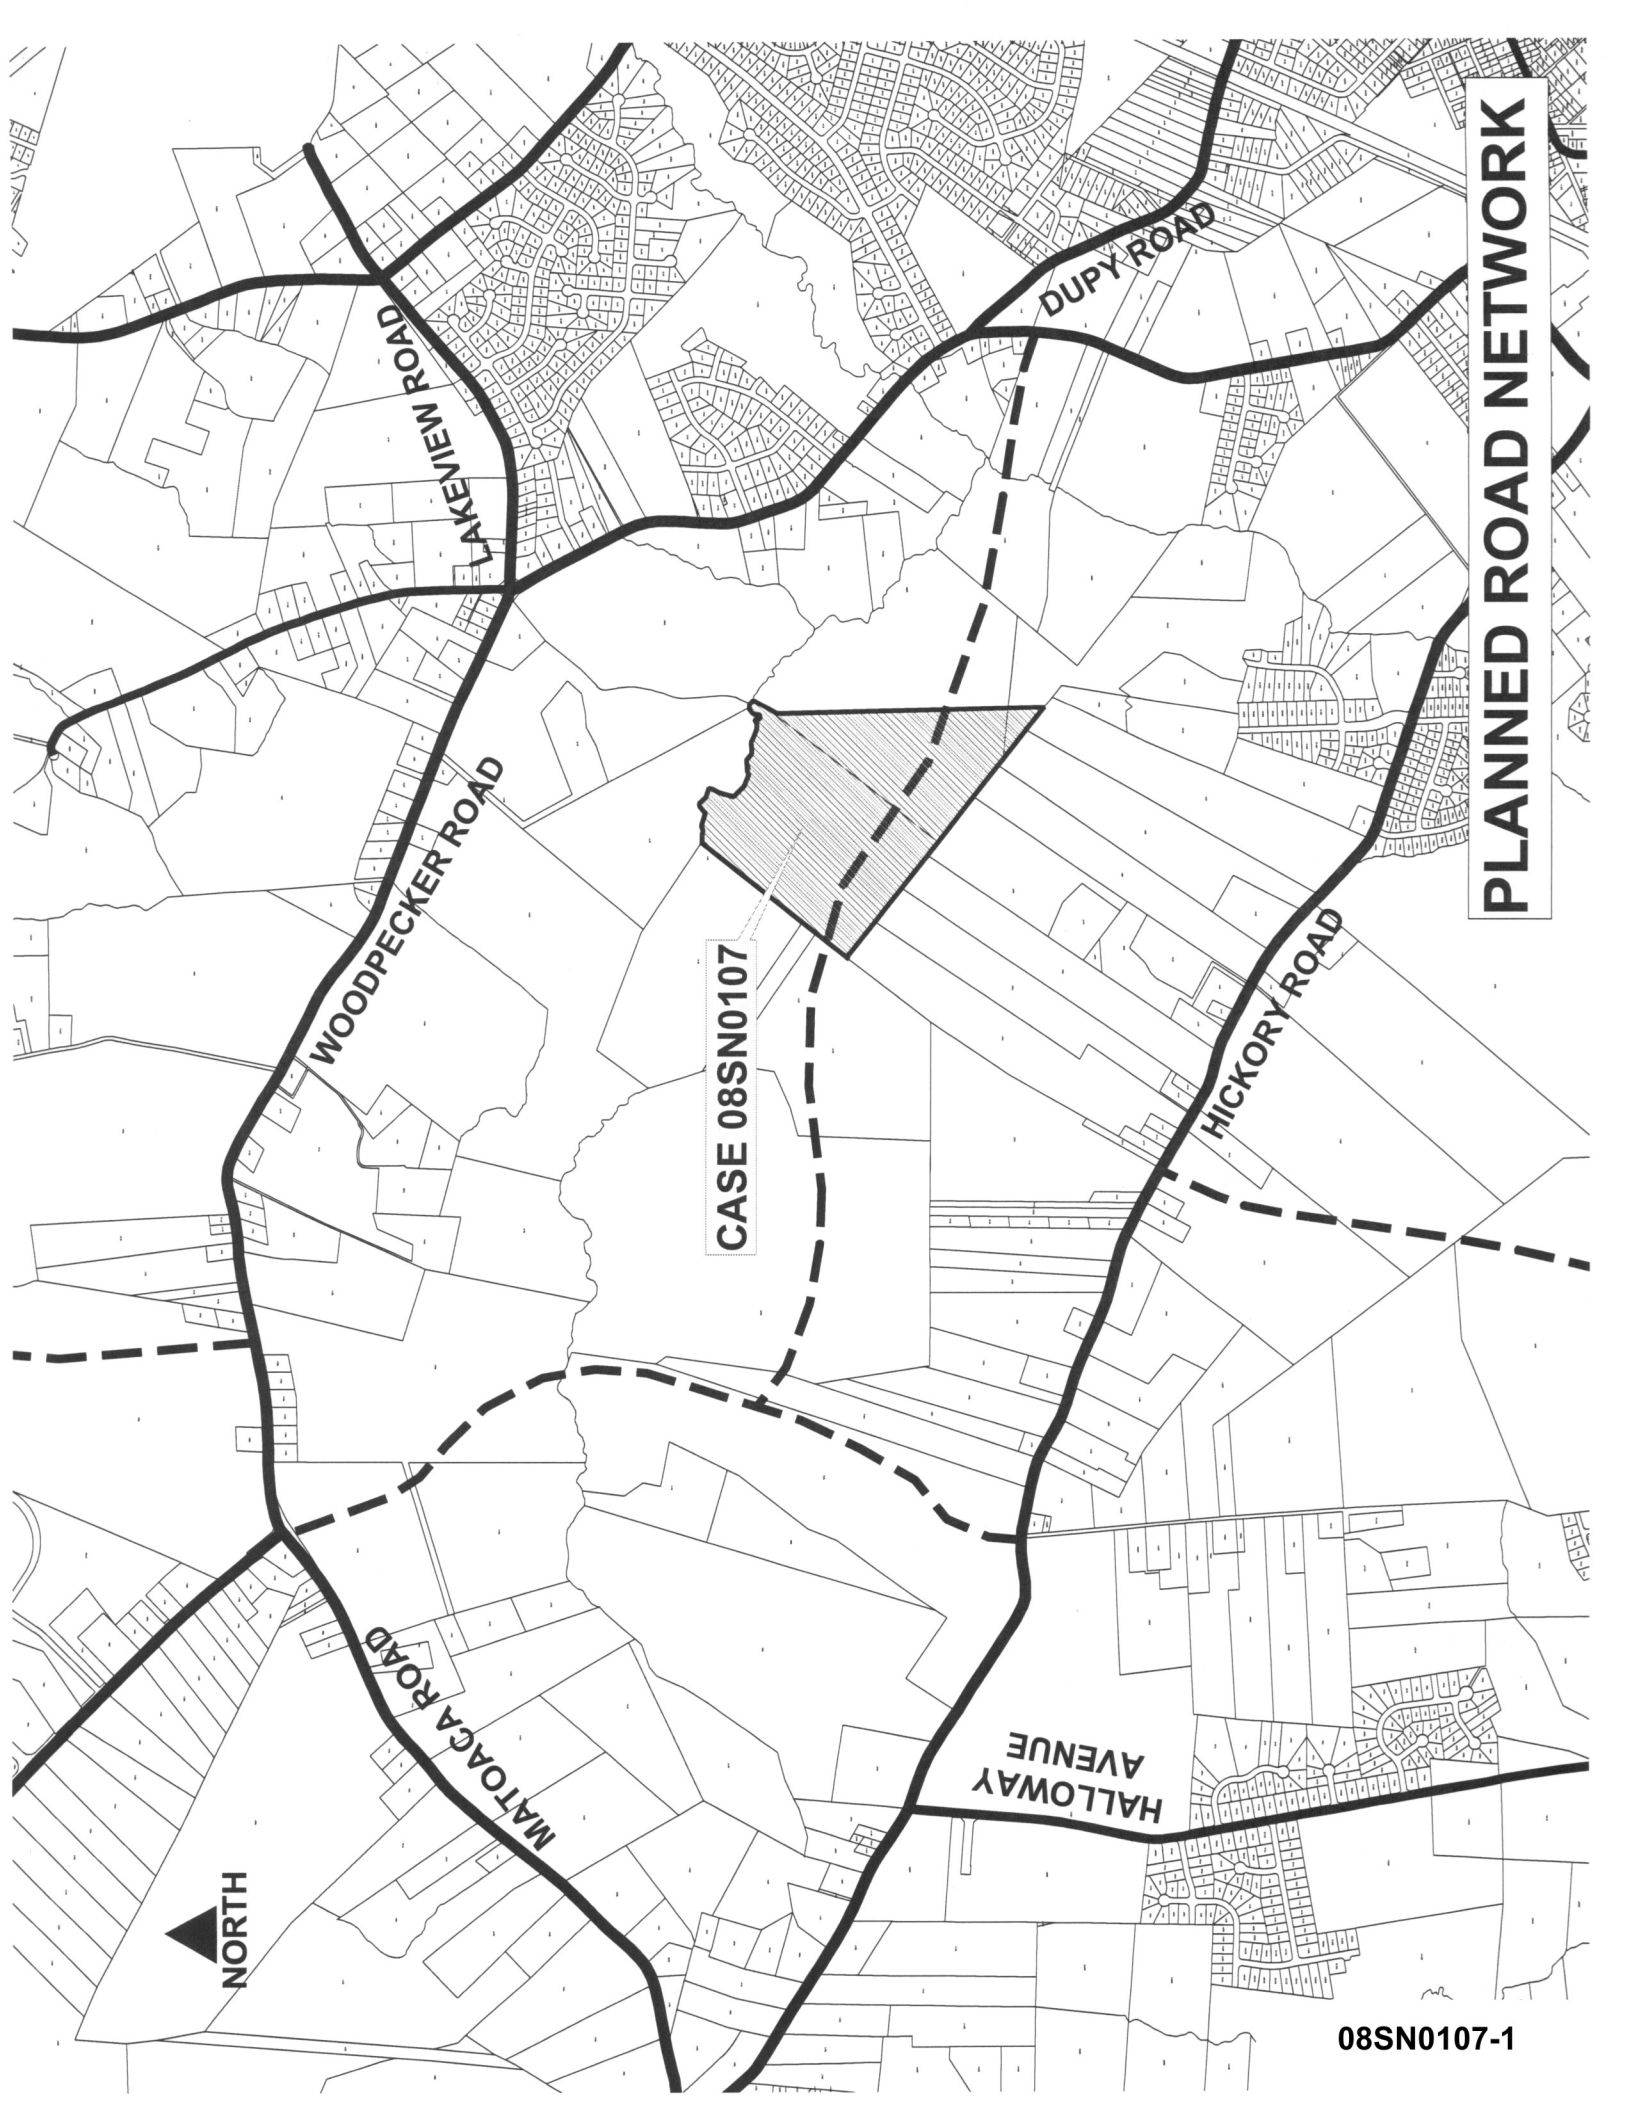 NORTH
LAKEVIEW ROAD
WOODPECKER ROAD
DUPY ROAD
CASE 08SN0107
MATOACA ROAD
HICKORY ROAD
HALLOWAY
AVENUE
PLANNED ROAD NETWORK
08SN0107-1